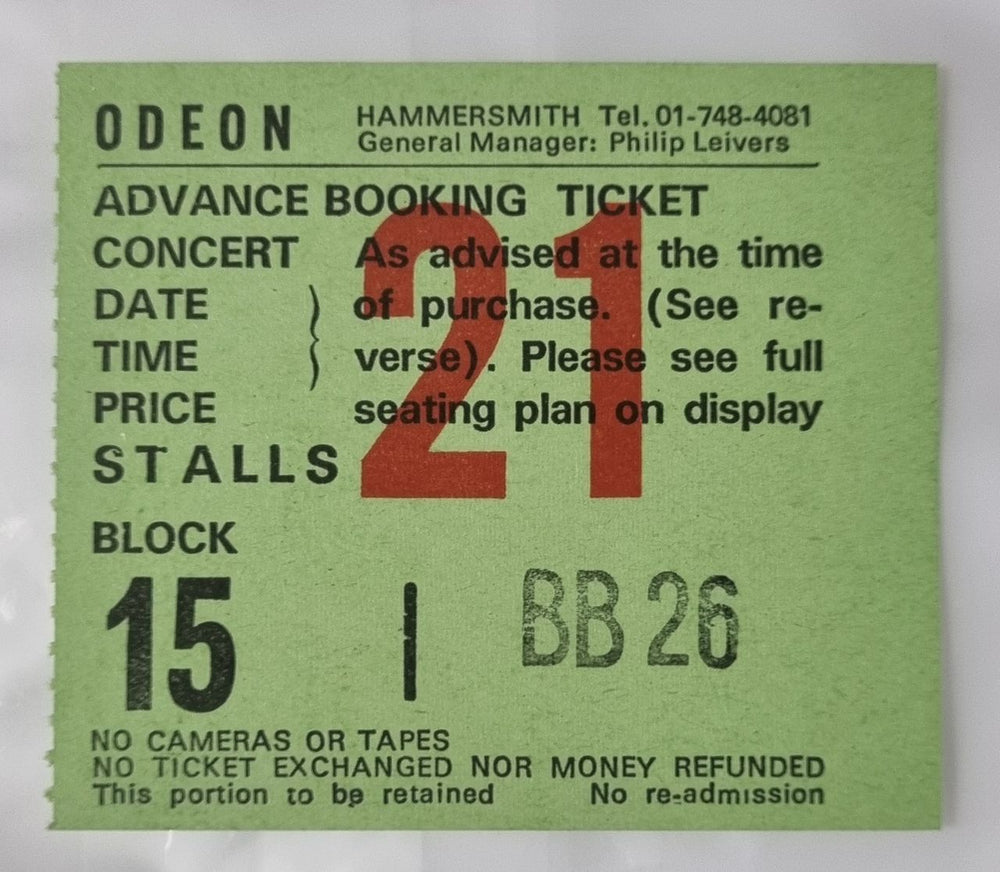 ODEON HAMMERSMITH Tel. 01-748-4081
General Manager: Philip Leivers
ADVANCE BOOKING TICKET
CONCERT As advised at the time
DATE } of purchase. (See re-
TIME } verse). Please see full
PRICE seating plan on display
21
STALLS
BLOCK
15 | BB 26
NO CAMERAS OR TAPES
NO TICKET EXCHANGED NOR MONEY REFUNDED
This portion to be retained No re-admission